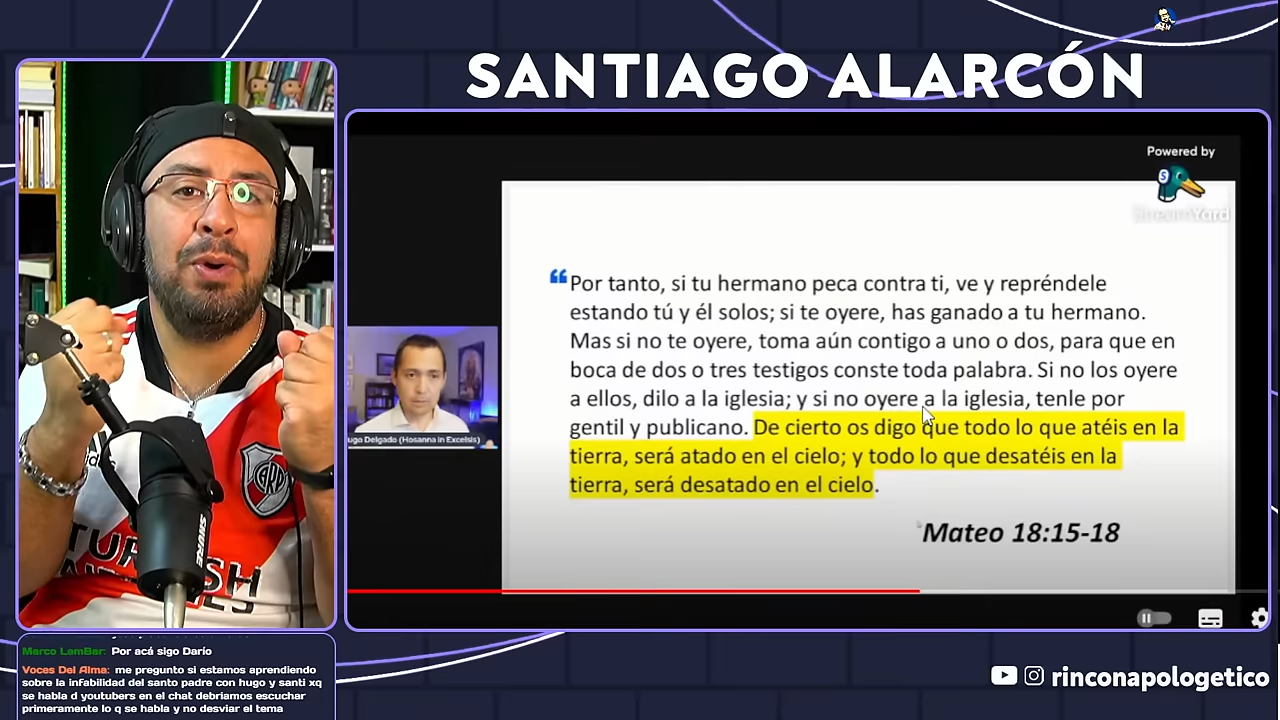 SANTIAGO ALARCÓN
Powered by
StreamYard
“Por tanto, si tu hermano peca contra ti, ve y repréndele
estando tú y él solos; si te oyere, has ganado a tu hermano.
Mas si no te oyere, toma aún contigo a uno o dos, para que en
boca de dos o tres testigos conste toda palabra. Si no los oyere
a ellos, dilo a la iglesia; y si no oyere a la iglesia, tenle por
gentil y publicano. De cierto os digo que todo lo que atéis en la
tierra, será atado en el cielo; y todo lo que desatéis en la
tierra, será desatado en el cielo.
Mateo 18:15-18
ugo Delgado (Hosanna in Excelsis)
CARP
SHURE
Marco LamBar: Por acá sigo Darío
Voces Del Alma: me pregunto si estamos aprendiendo
sobre la infabilidad del santo padre con hugo y santi xq
se habla d youtubers en el chat debriamos escuchar
primeramente lo q se habla y no desviar el tema
rinconapologetico